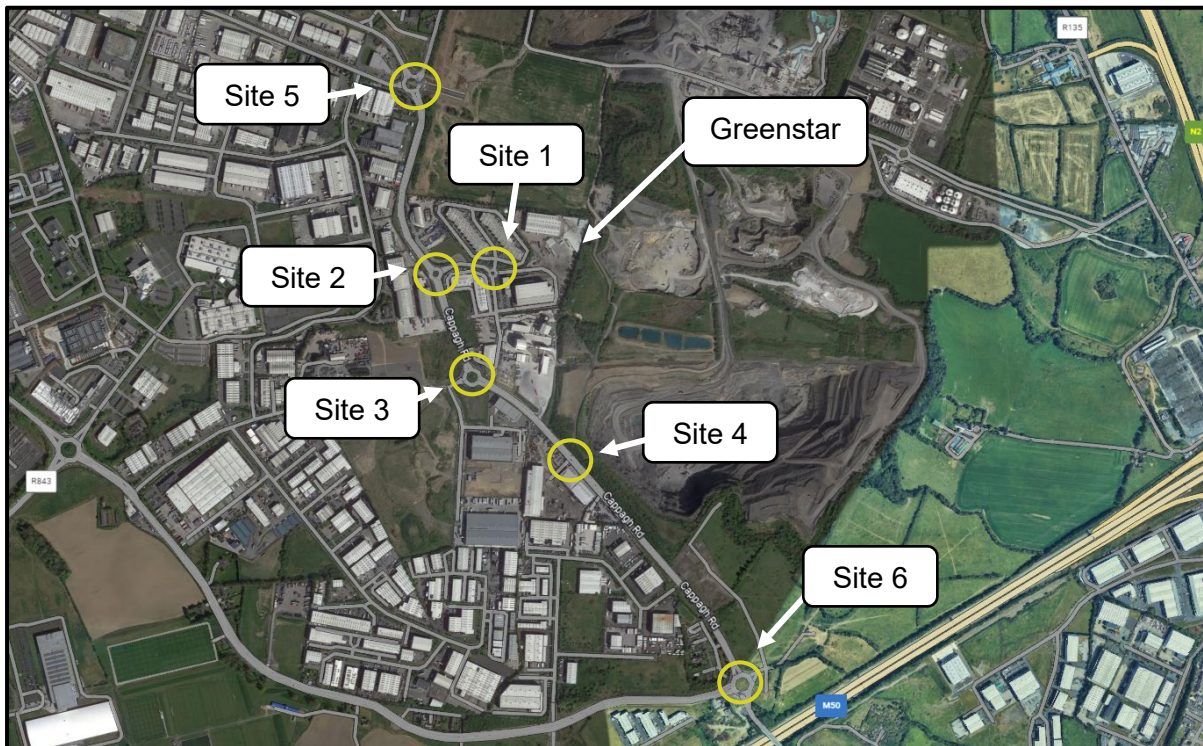 R135
Site 5
Greenstar
Site 1
N2
Site 2
Cappagh Rd
Site 3
Site 4
R843
Cappagh Rd
Site 6
Cappagh Rd
M50